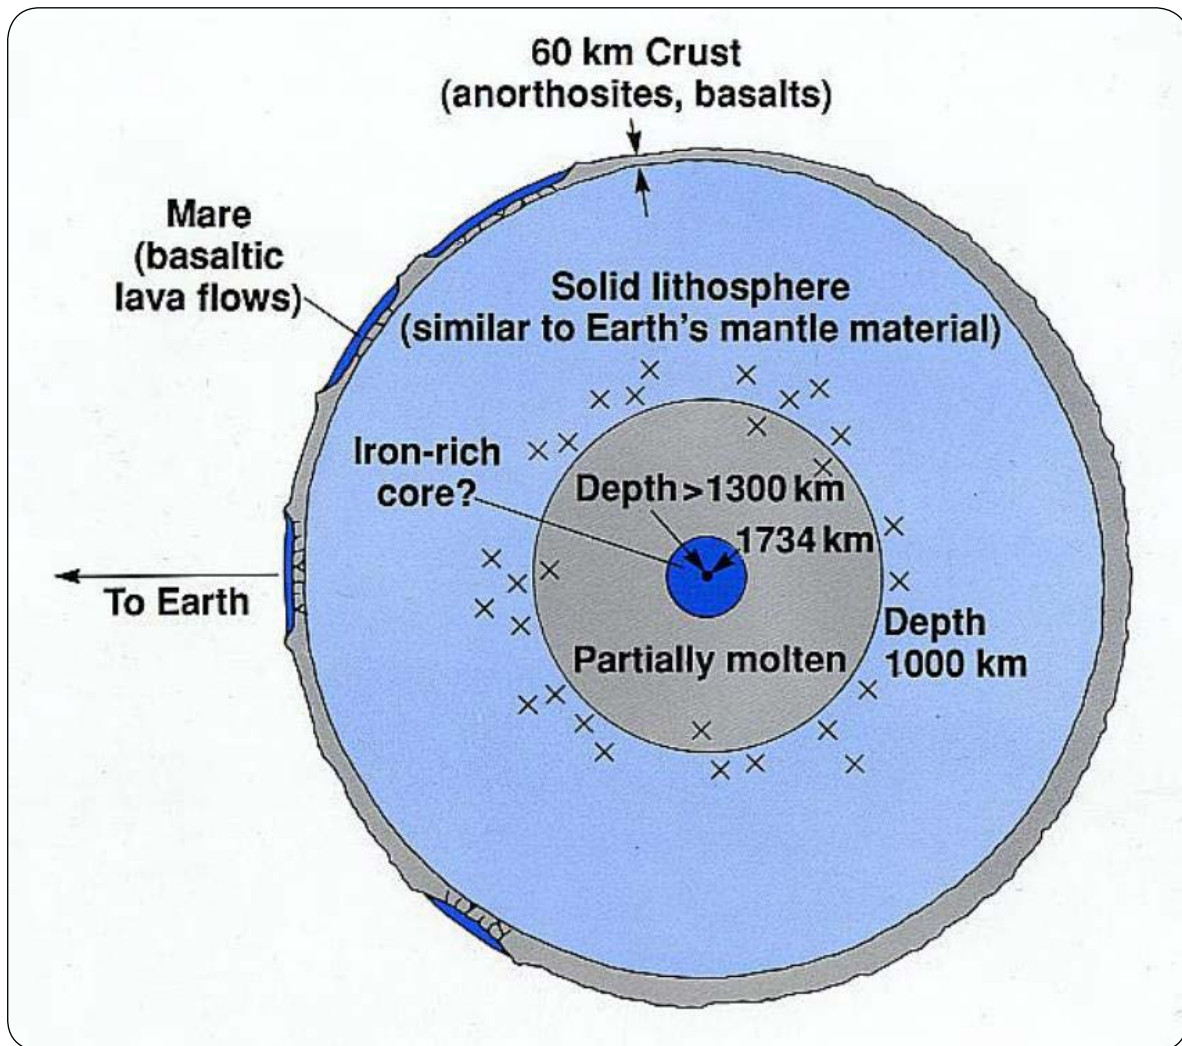 60 km Crust
(anorthosites, basalts)
Mare
(basaltic
lava flows)
Solid lithosphere
(similar to Earth's mantle material)
Iron-rich
core?
Depth>1300 km
1734 km
To Earth
Depth
1000 km
Partially molten